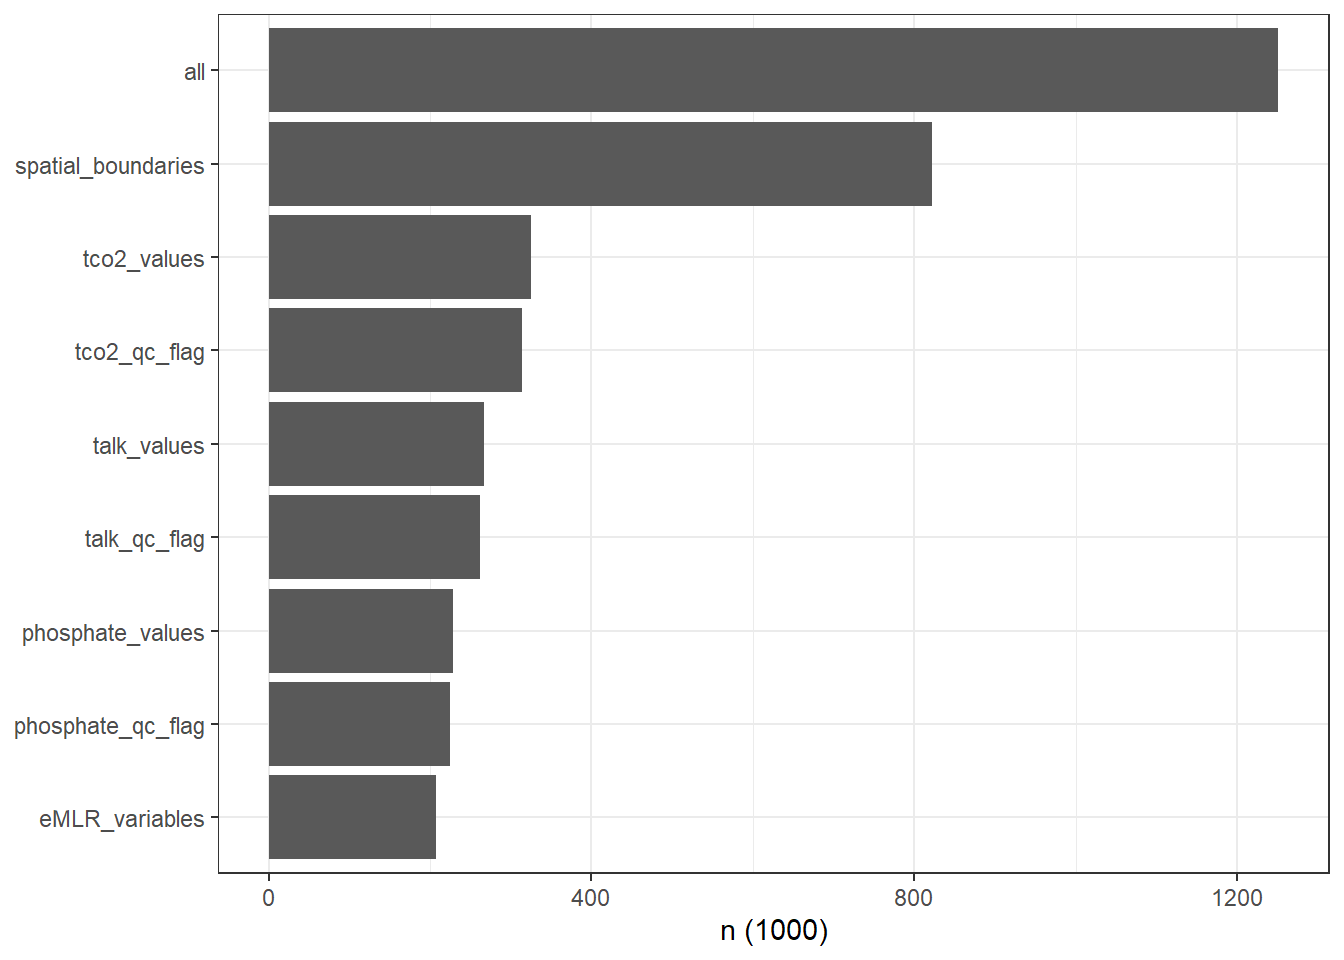 all
spatial_boundaries
tco2_values
tco2_qc_flag
talk_values
talk_qc_flag
phosphate_values
phosphate_qc_flag
eMLR_variables
0 400 800 1200
n (1000)